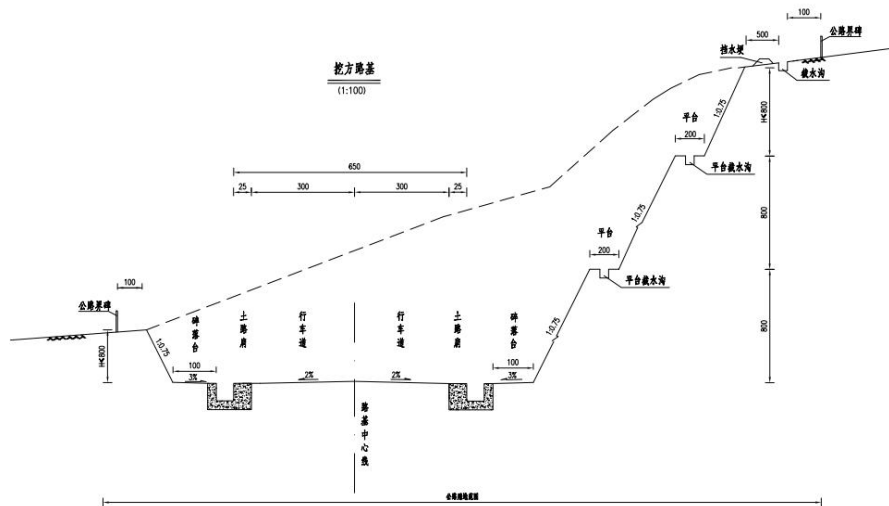 挖方路基
(1:100)
100
公路界碑
500
挡水埂
截水沟
1:0.75
H≤800
平台
200
平台截水沟
650
25
300
300
25
1:0.75
800
平台
200
平台截水沟
100
公路界碑
1:0.75
800
H≤800
1:0.75
碎落台
土路肩
行车道
行车道
土路肩
碎落台
100
100
3%
2%
2%
3%
路基中心线
公路用地范围